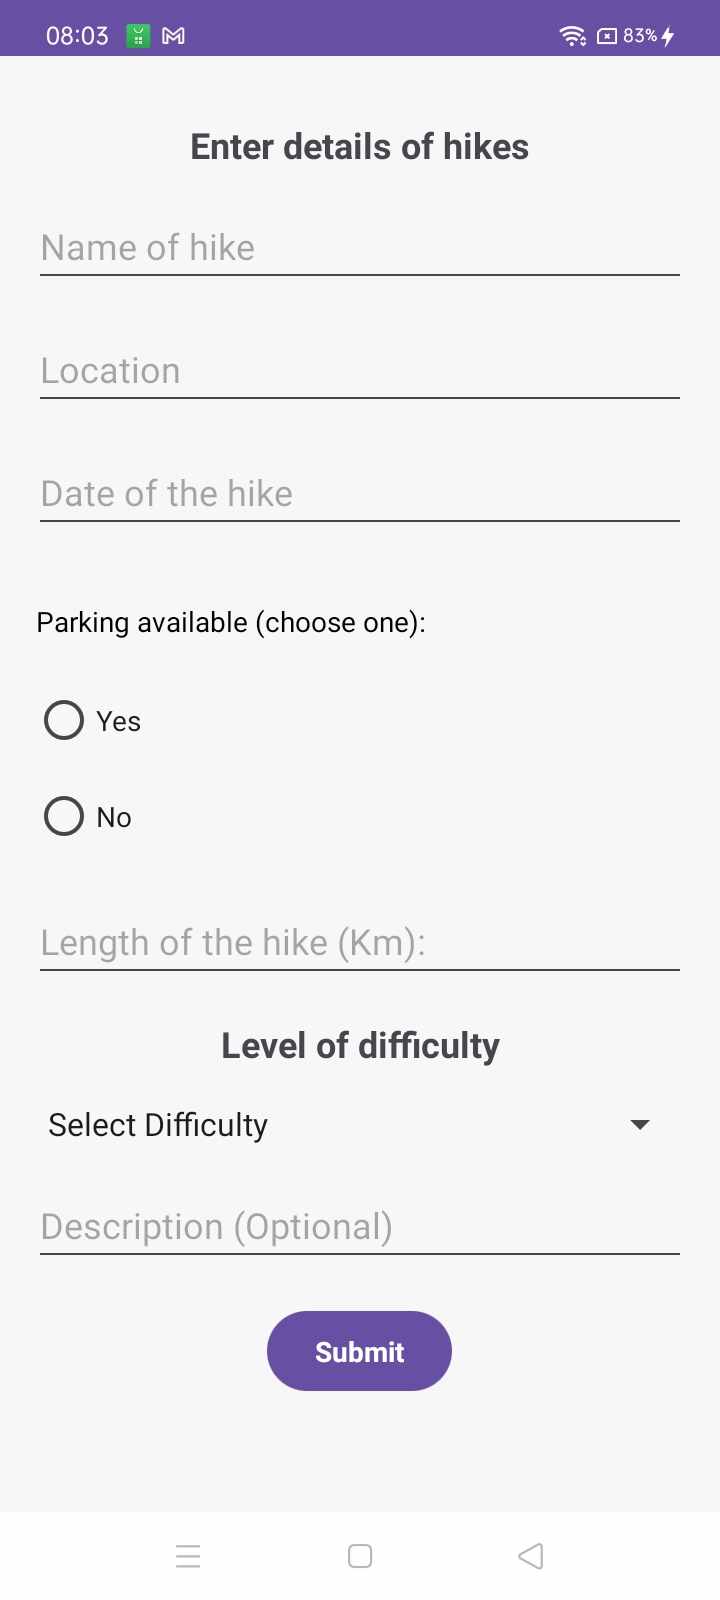 08:03
83%
Enter details of hikes
Name of hike
Location
Date of the hike
Parking available (choose one):
Yes
No
Length of the hike (Km):
Level of difficulty
Select Difficulty
Description (Optional)
Submit